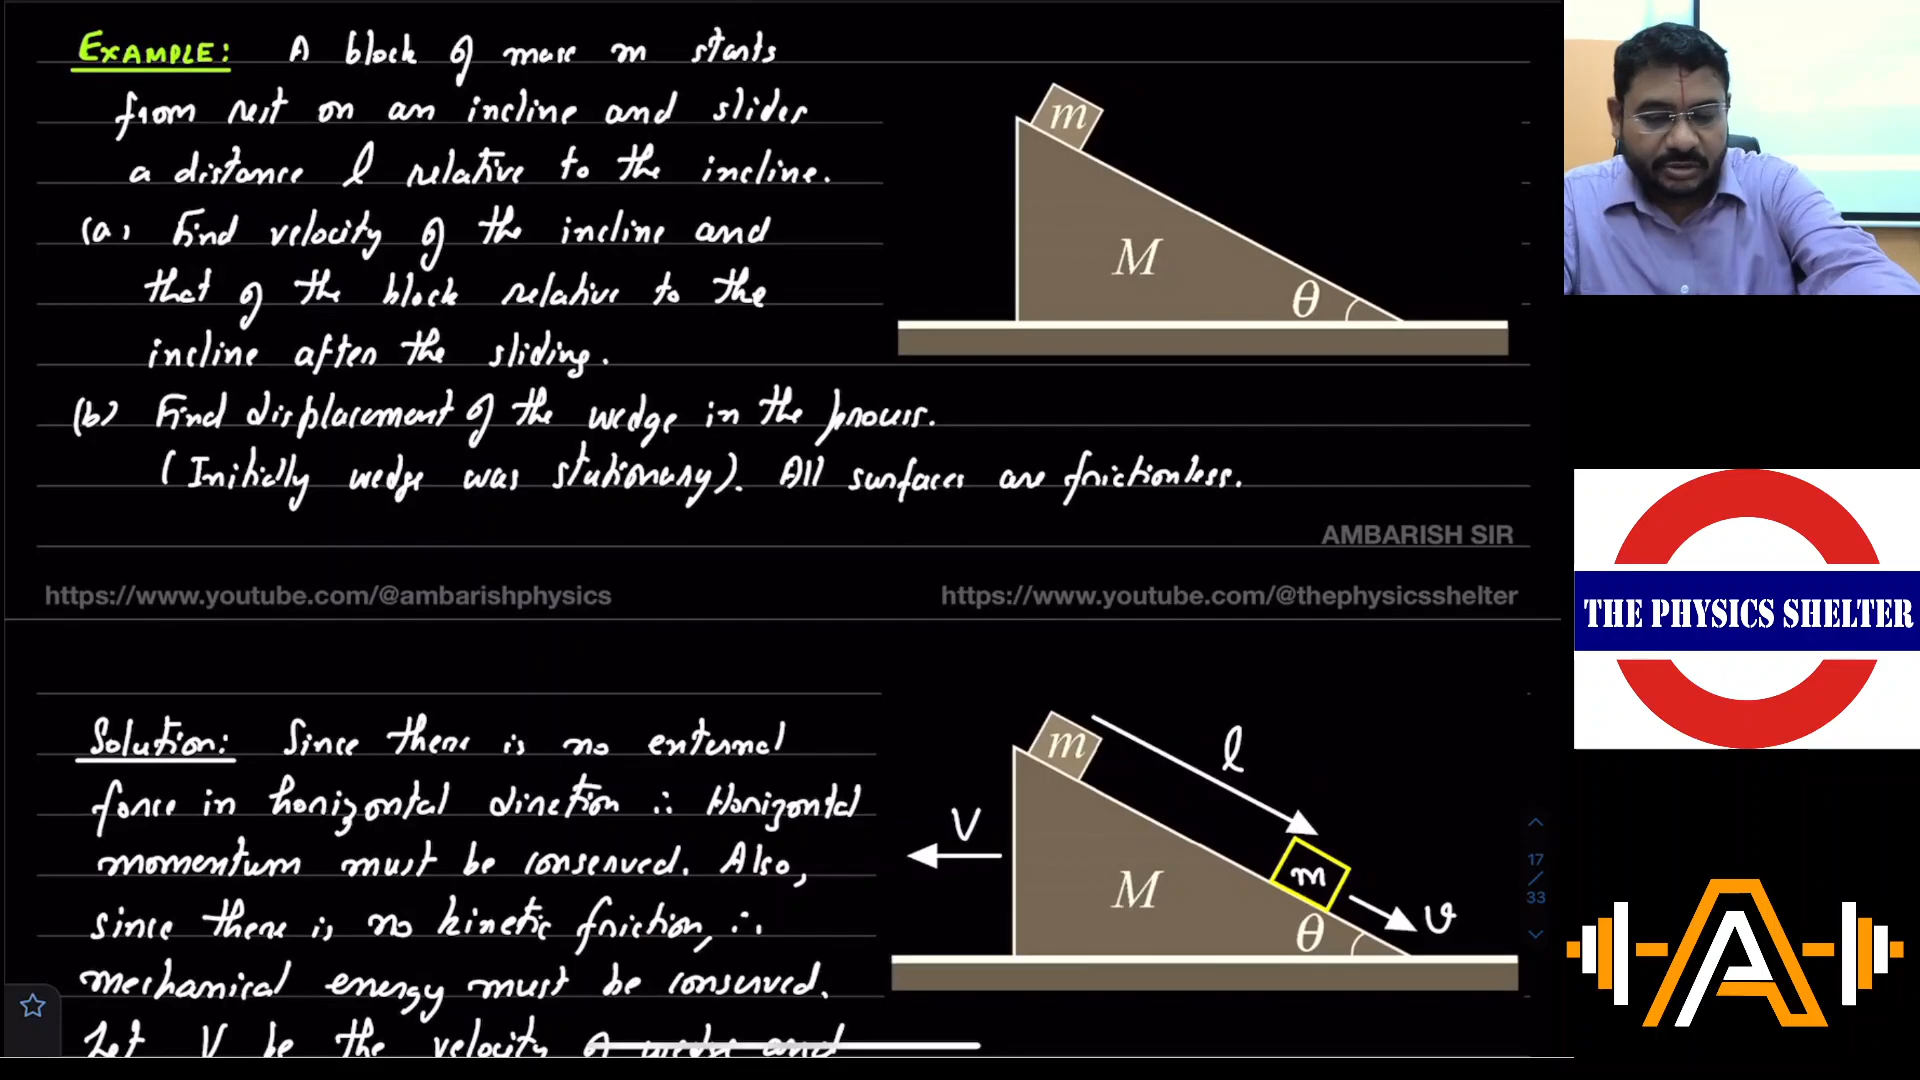 EXAMPLE: A block of mass m starts
from rest on an incline and slides
a distance l relative to the incline.
(a) Find velocity of the incline and
that of the block relative to the
incline after the sliding.
(b) Find displacement of the wedge in the process.
(Initially wedge was stationary). All surfaces are frictionless.
m
M
θ
AMBARISH SIR
https://www.youtube.com/@ambarishphysics
https://www.youtube.com/@thephysicsshelter
THE PHYSICS SHELTER
Solution: Since there is no external
force in horizontal direction ∴ Horizontal
momentum must be conserved. Also,
since there is no kinetic friction, ∴
mechanical energy must be conserved.
Let V be the velocity of wedge and
m
l
V
M
m
v
θ
17
/
33
A